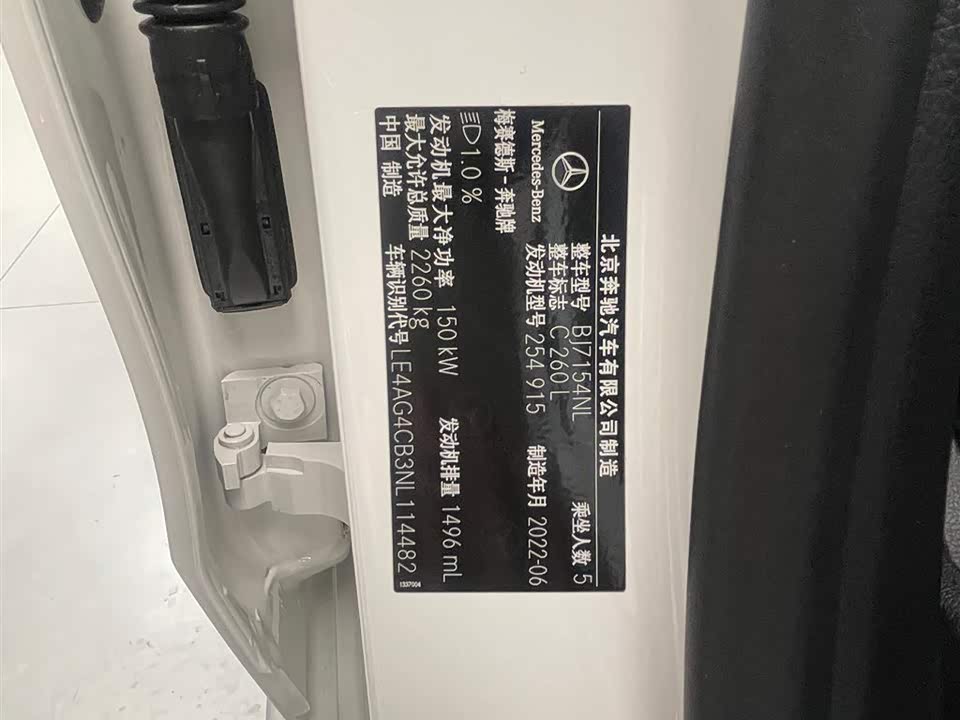 北京奔驰汽车有限公司制造
Mercedes-Benz
梅赛德斯-奔驰牌
整车型号 BJ7154NL 乘坐人数 5
整车标志 C 260 L
发动机型号 254 915 制造年月 2022-06
1.0 %
发动机最大净功率 150 kW 发动机排量 1496 mL
最大允许总质量 2260 kg
中国 制造 车辆识别代号 LE4AG4CB3NL114482
1337004